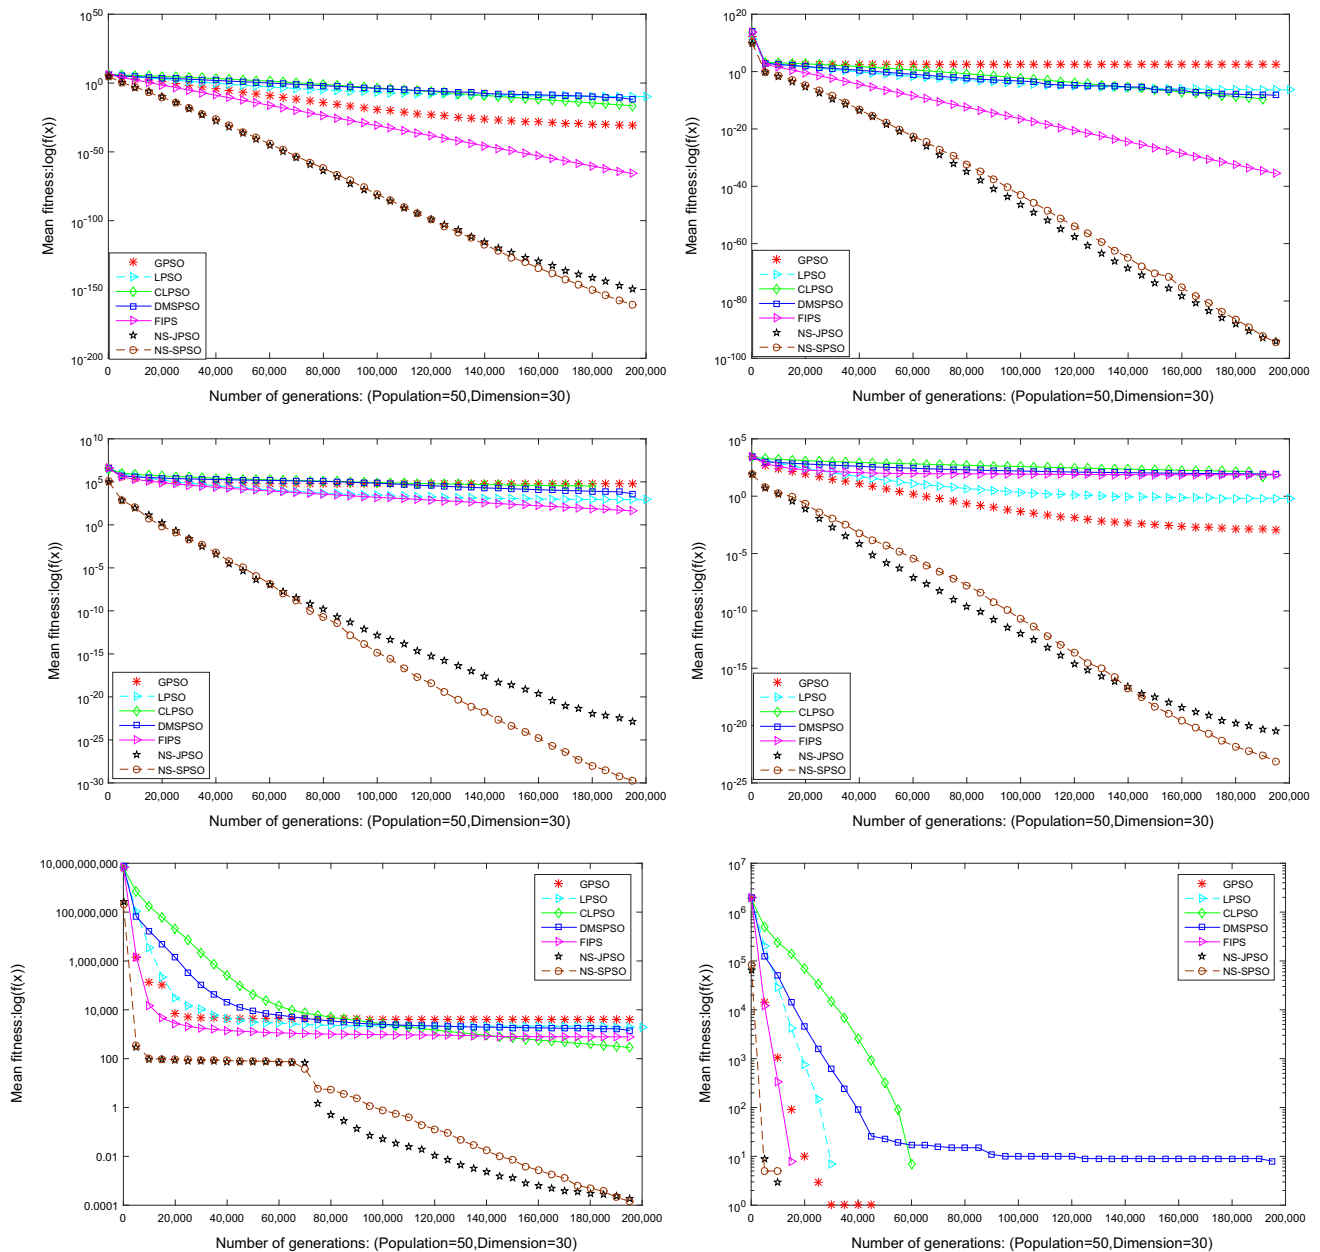 10^50
10^0
10^-50
10^-100
10^-150
10^-200
Mean fitness:log(f(x))
GPSO
LPSO
CLPSO
DMSPSO
FIPS
NS-JPSO
NS-SPSO
0 20,000 40,000 60,000 80,000 100,000 120,000 140,000 160,000 180,000 200,000
Number of generations: (Population=50,Dimension=30)
10^20
10^0
10^-20
10^-40
10^-60
10^-80
10^-100
Mean fitness:log(f(x))
GPSO
LPSO
CLPSO
DMSPSO
FIPS
NS-JPSO
NS-SPSO
0 20,000 40,000 60,000 80,000 100,000 120,000 140,000 160,000 180,000 200,000
Number of generations: (Population=50,Dimension=30)
10^10
10^5
10^0
10^-5
10^-10
10^-15
10^-20
10^-25
10^-30
Mean fitness:log(f(x))
GPSO
LPSO
CLPSO
DMSPSO
FIPS
NS-JPSO
NS-SPSO
0 20,000 40,000 60,000 80,000 100,000 120,000 140,000 160,000 180,000 200,000
Number of generations: (Population=50,Dimension=30)
10^5
10^0
10^-5
10^-10
10^-15
10^-20
10^-25
Mean fitness:log(f(x))
GPSO
LPSO
CLPSO
DMSPSO
FIPS
NS-JPSO
NS-SPSO
0 20,000 40,000 60,000 80,000 100,000 120,000 140,000 160,000 180,000 200,000
Number of generations: (Population=50,Dimension=30)
10,000,000,000
100,000,000
1,000,000
10,000
100
1
0.01
0.0001
Mean fitness:log(f(x))
GPSO
LPSO
CLPSO
DMSPSO
FIPS
NS-JPSO
NS-SPSO
0 20,000 40,000 60,000 80,000 100,000 120,000 140,000 160,000 180,000 200,000
Number of generations: (Population=50,Dimension=30)
10^7
10^6
10^5
10^4
10^3
10^2
10^1
10^0
Mean fitness:log(f(x))
GPSO
LPSO
CLPSO
DMSPSO
FIPS
NS-JPSO
NS-SPSO
0 20,000 40,000 60,000 80,000 100,000 120,000 140,000 160,000 180,000 200,000
Number of generations: (Population=50,Dimension=30)